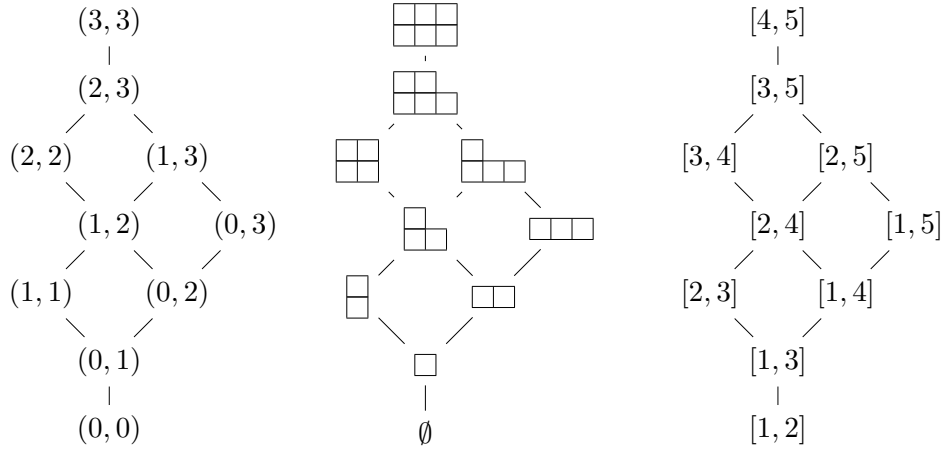 (3, 3) [4, 5]
(2, 3) [3, 5]
(2, 2) (1, 3) [3, 4] [2, 5]
(1, 2) (0, 3) [2, 4] [1, 5]
(1, 1) (0, 2) [2, 3] [1, 4]
(0, 1) [1, 3]
(0, 0) ∅ [1, 2]